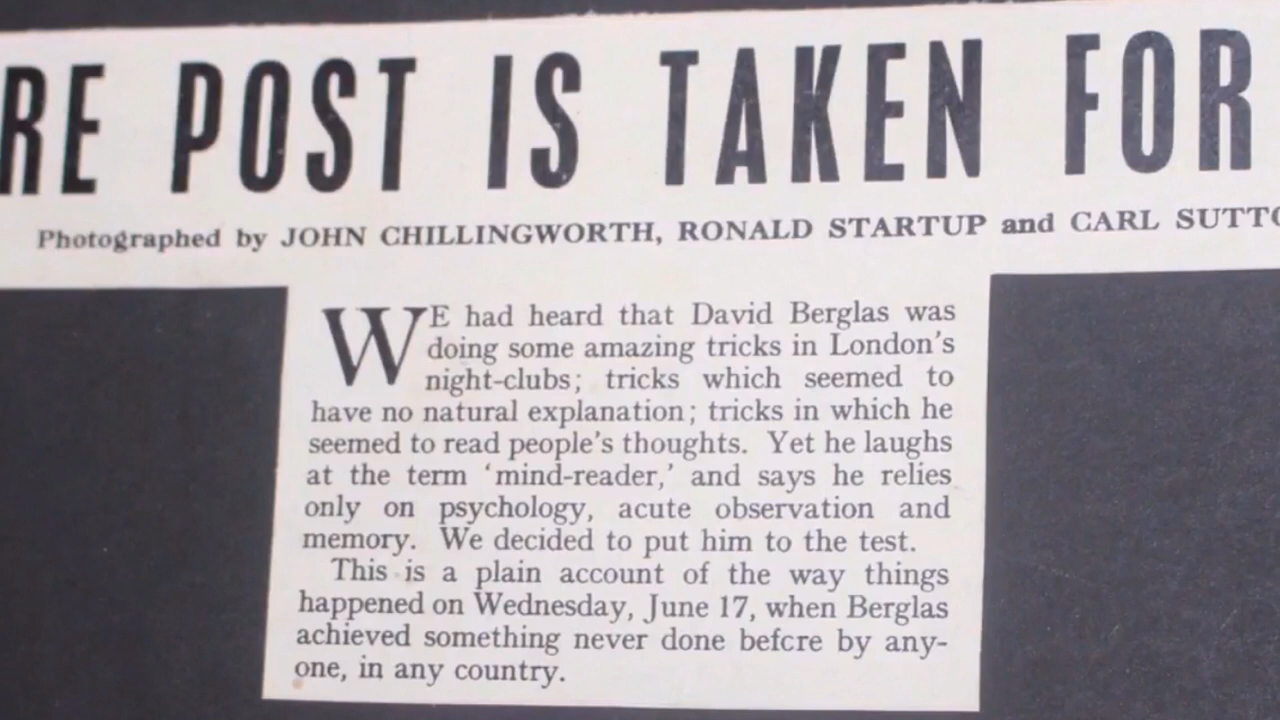 RE POST IS TAKEN FOR
Photographed by JOHN CHILLINGWORTH, RONALD STARTUP and CARL SUTTO
WE had heard that David Berglas was
doing some amazing tricks in London's
night-clubs; tricks which seemed to
have no natural explanation; tricks in which he
seemed to read people's thoughts. Yet he laughs
at the term 'mind-reader,' and says he relies
only on psychology, acute observation and
memory. We decided to put him to the test.
This is a plain account of the way things
happened on Wednesday, June 17, when Berglas
achieved something never done befcre by any-
one, in any country.